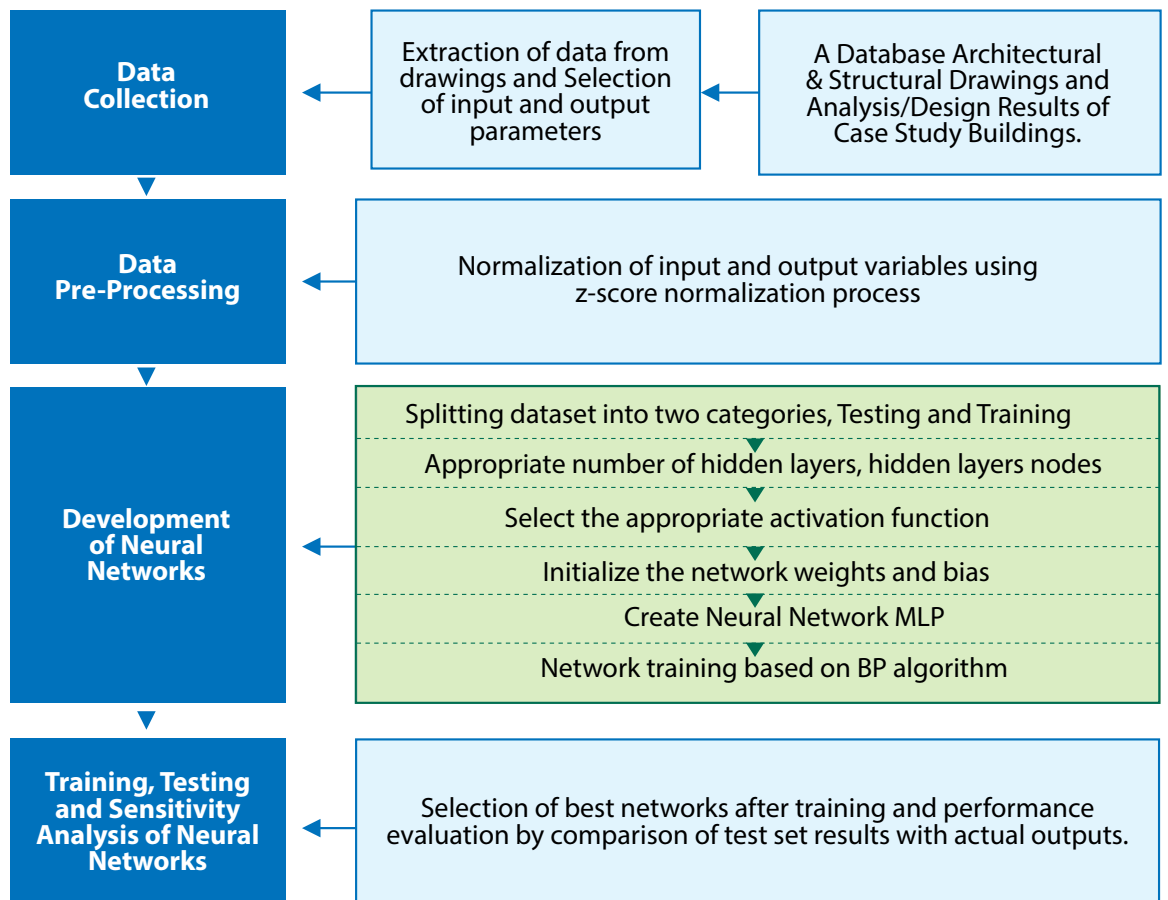 Data
Collection
Extraction of data from
drawings and Selection
of input and output
parameters
A Database Architectural
& Structural Drawings and
Analysis/Design Results of
Case Study Buildings.
Data
Pre-Processing
Normalization of input and output variables using
z-score normalization process
Development
of Neural
Networks
Splitting dataset into two categories, Testing and Training
Appropriate number of hidden layers, hidden layers nodes
Select the appropriate activation function
Initialize the network weights and bias
Create Neural Network MLP
Network training based on BP algorithm
Training, Testing
and Sensitivity
Analysis of Neural
Networks
Selection of best networks after training and performance
evaluation by comparison of test set results with actual outputs.